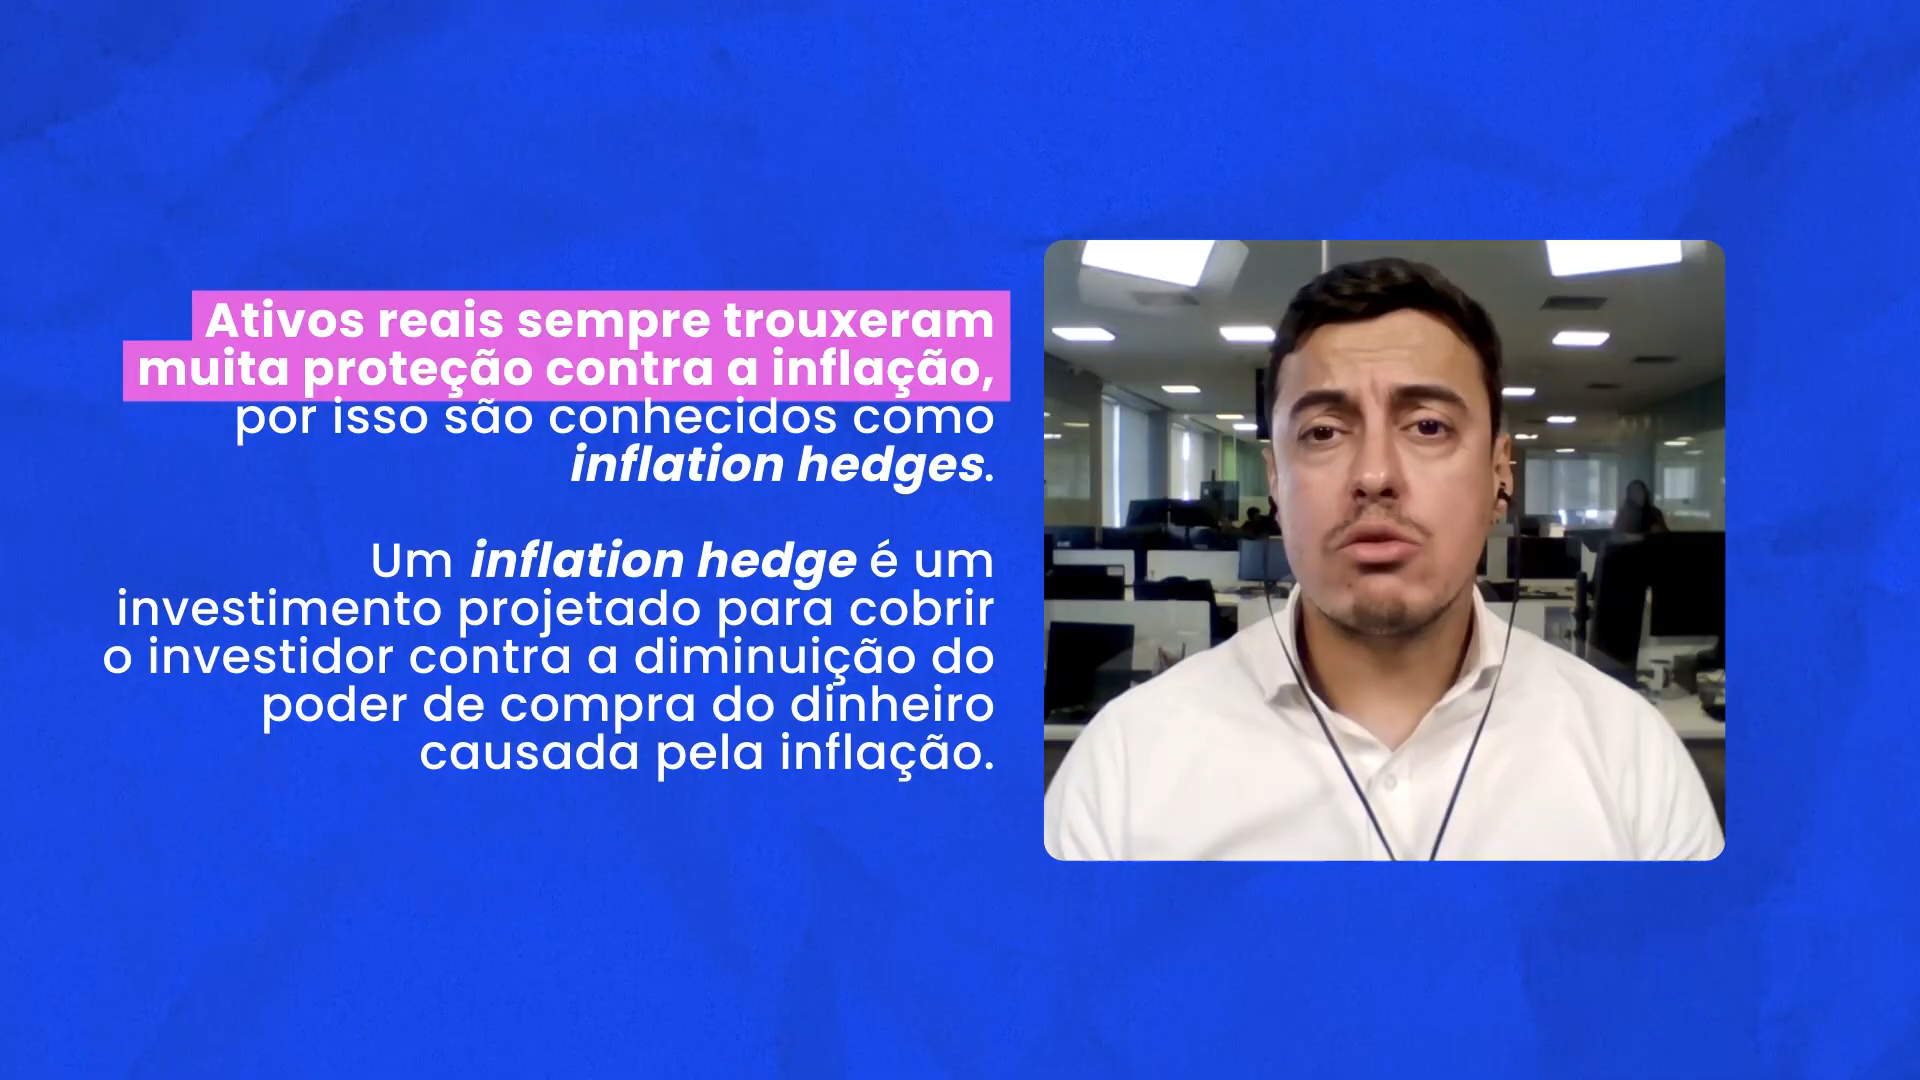 Ativos reais sempre trouxeram
muita proteção contra a inflação,
por isso são conhecidos como
inflation hedges.
Um inflation hedge é um
investimento projetado para cobrir
o investidor contra a diminuição do
poder de compra do dinheiro
causada pela inflação.